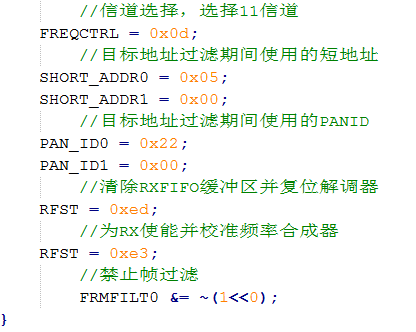 //信道选择，选择11信道
FREQCTRL = 0x0d;
//目标地址过滤期间使用的短地址
SHORT_ADDR0 = 0x05;
SHORT_ADDR1 = 0x00;
//目标地址过滤期间使用的PANID
PAN_ID0 = 0x22;
PAN_ID1 = 0x00;
//清除RXFIFO缓冲区并复位解调器
RFST = 0xed;
//为RX使能并校准频率合成器
RFST = 0xe3;
//禁止帧过滤
FRMFILT0 &= ~(1<<0);
}